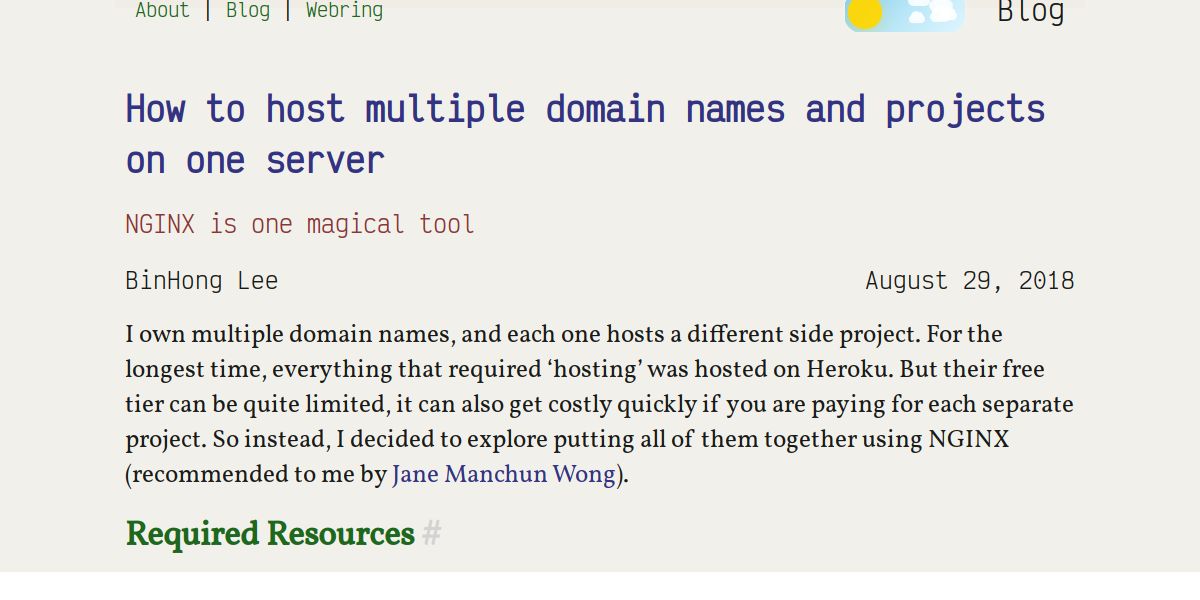 About | Blog | Webring
Blog
How to host multiple domain names and projects
on one server
NGINX is one magical tool
BinHong Lee
August 29, 2018
I own multiple domain names, and each one hosts a different side project. For the
longest time, everything that required ‘hosting’ was hosted on Heroku. But their free
tier can be quite limited, it can also get costly quickly if you are paying for each separate
project. So instead, I decided to explore putting all of them together using NGINX
(recommended to me by Jane Manchun Wong).
Required Resources #